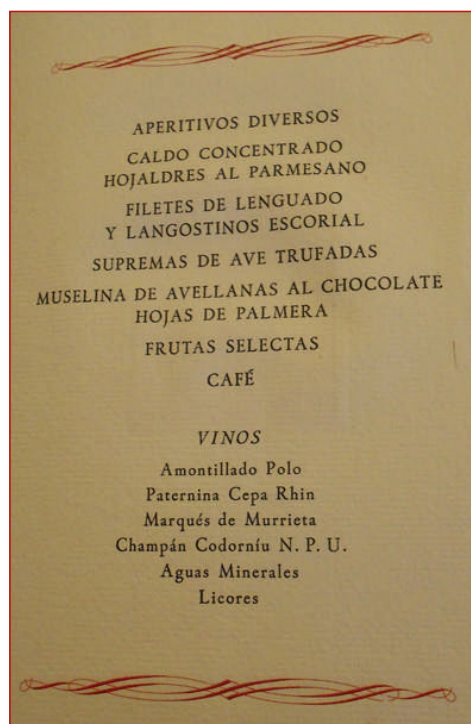 APERITIVOS DIVERSOS
CALDO CONCENTRADO
HOJALDRES AL PARMESANO
FILETES DE LENGUADO
Y LANGOSTINOS ESCORIAL
SUPREMAS DE AVE TRUFADAS
MUSELINA DE AVELLANAS AL CHOCOLATE
HOJAS DE PALMERA
FRUTAS SELECTAS
CAFÉ
VINOS
Amontillado Polo
Paternina Cepa Rhin
Marqués de Murrieta
Champán Codorníu N. P. U.
Aguas Minerales
Licores